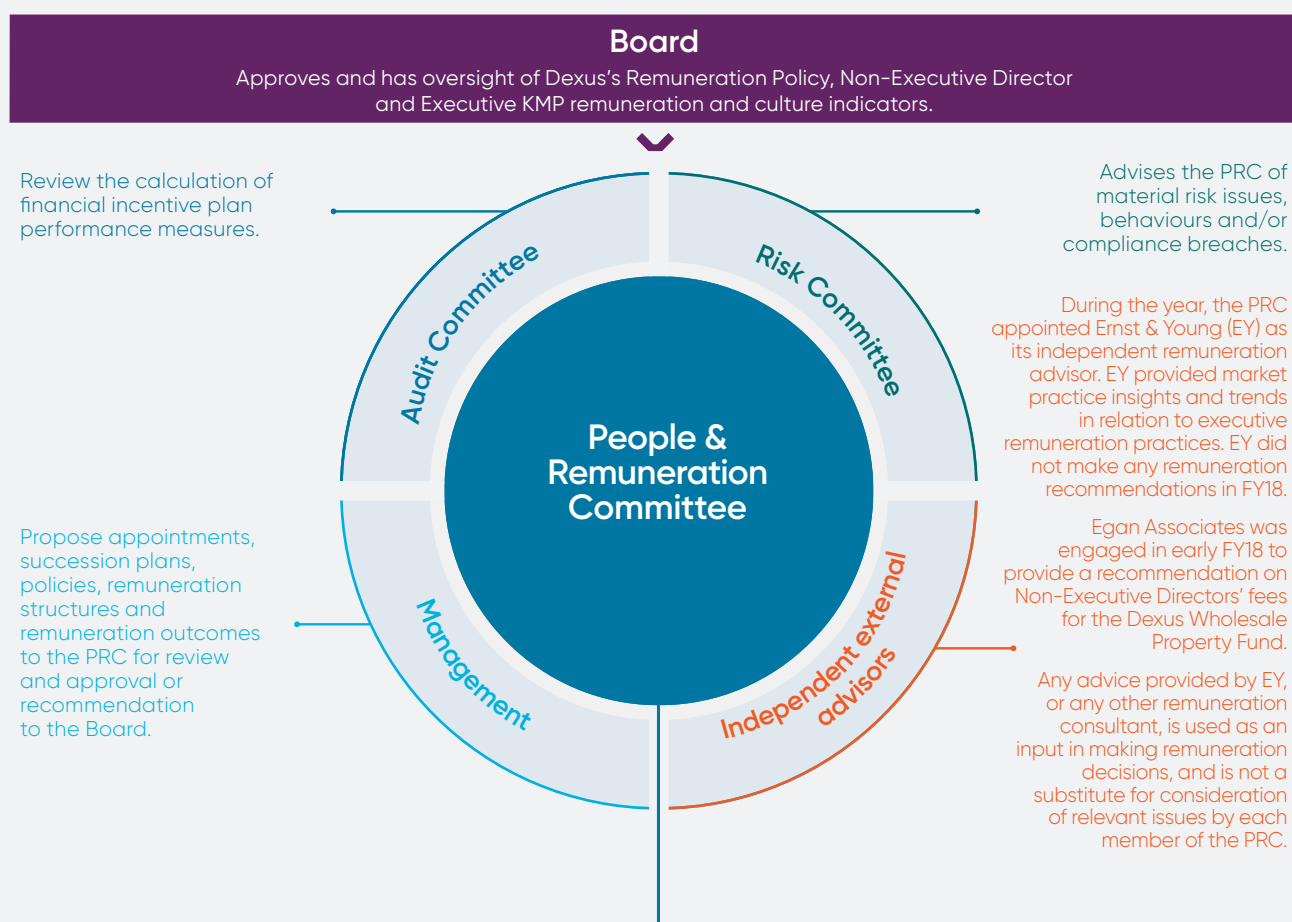 Board
Approves and has oversight of Dexus's Remuneration Policy, Non-Executive Director
and Executive KMP remuneration and culture indicators.
Review the calculation of
financial incentive plan
performance measures.
Audit Committee
Risk Committee
Advises the PRC of
material risk issues,
behaviours and/or
compliance breaches.
People &
Remuneration
Committee
During the year, the PRC
appointed Ernst & Young (EY) as
its independent remuneration
advisor. EY provided market
practice insights and trends
in relation to executive
remuneration practices. EY did
not make any remuneration
recommendations in FY18.
Egan Associates was
engaged in early FY18 to
provide a recommendation on
Non-Executive Directors' fees
for the Dexus Wholesale
Property Fund.
Any advice provided by EY,
or any other remuneration
consultant, is used as an
input in making remuneration
decisions, and is not a
substitute for consideration
of relevant issues by each
member of the PRC.
Propose appointments,
succession plans,
policies, remuneration
structures and
remuneration outcomes
to the PRC for review
and approval or
recommendation
to the Board.
Management
Independent external
advisors